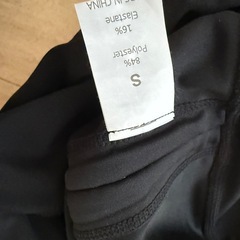 S
84%
Polyester
16%
Elastane
IN CHINA